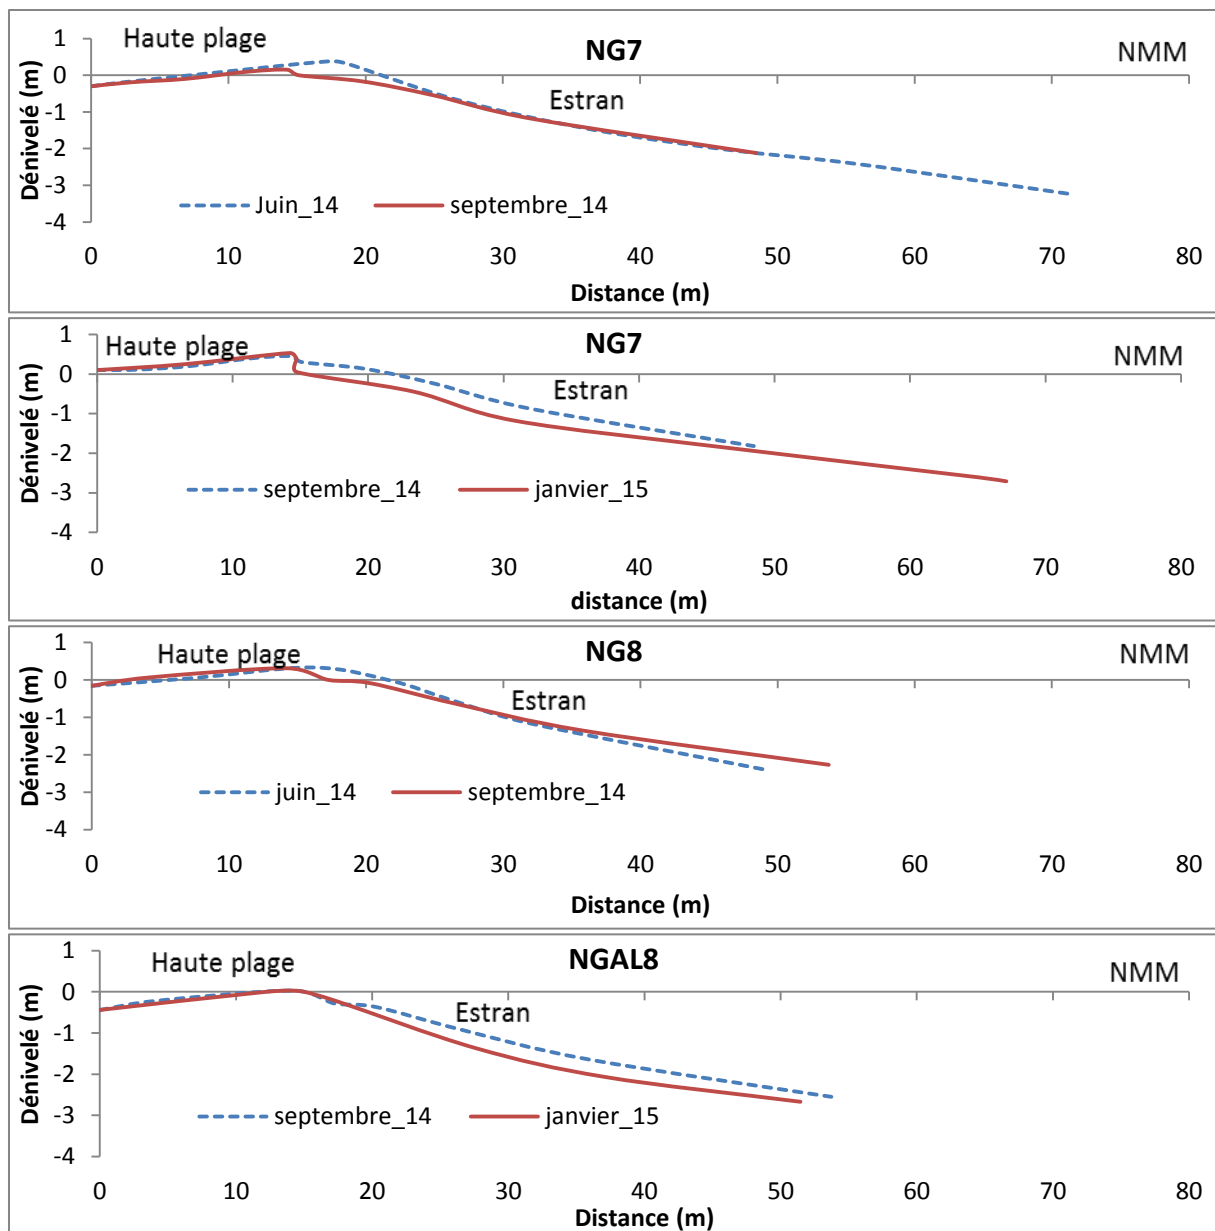 NG7
Haute plage
NMM
Estran
Dénivelé (m)
1
0
-1
-2
-3
-4
Juin_14 septembre_14
0 10 20 30 40 50 60 70 80
Distance (m)
NG7
Haute plage
NMM
Estran
Dénivelé (m)
1
0
-1
-2
-3
-4
septembre_14 janvier_15
0 10 20 30 40 50 60 70 80
distance (m)
NG8
Haute plage
NMM
Estran
Dénivelé (m)
1
0
-1
-2
-3
-4
juin_14 septembre_14
0 10 20 30 40 50 60 70 80
Distance (m)
NGAL8
Haute plage
NMM
Estran
Dénivelé (m)
1
0
-1
-2
-3
-4
septembre_14 janvier_15
0 10 20 30 40 50 60 70 80
Distance (m)